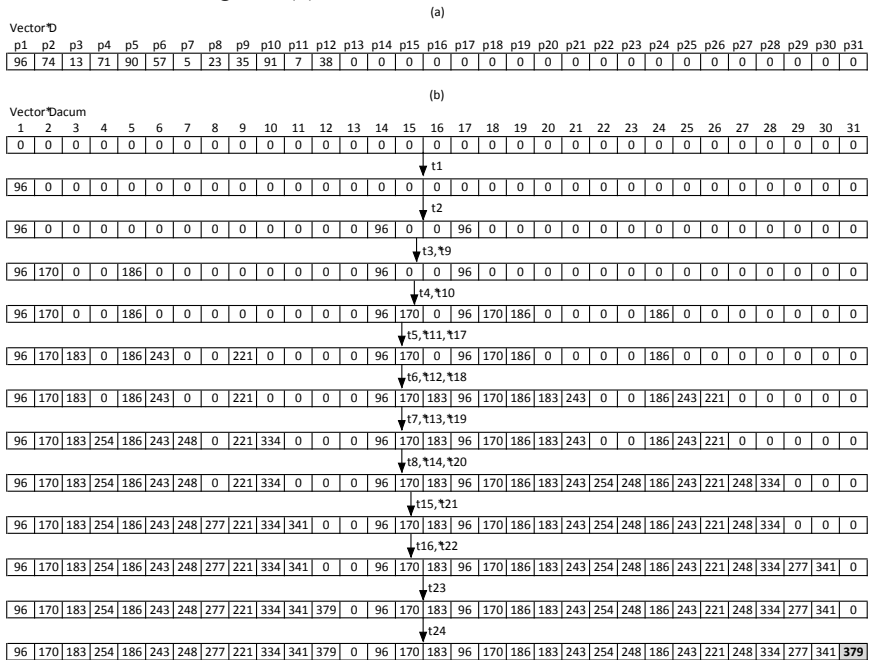 (a)
Vector*D
p1 p2 p3 p4 p5 p6 p7 p8 p9 p10 p11 p12 p13 p14 p15 p16 p17 p18 p19 p20 p21 p22 p23 p24 p25 p26 p27 p28 p29 p30 p31
96 74 13 71 90 57 5 23 35 91 7 38 0 0 0 0 0 0 0 0 0 0 0 0 0 0 0 0 0 0 0
(b)
Vector*Dacum
1 2 3 4 5 6 7 8 9 10 11 12 13 14 15 16 17 18 19 20 21 22 23 24 25 26 27 28 29 30 31
0 0 0 0 0 0 0 0 0 0 0 0 0 0 0 0 0 0 0 0 0 0 0 0 0 0 0 0 0 0 0
t1
96 0 0 0 0 0 0 0 0 0 0 0 0 0 0 0 0 0 0 0 0 0 0 0 0 0 0 0 0 0 0
t2
96 0 0 0 0 0 0 0 0 0 0 0 0 96 0 0 96 0 0 0 0 0 0 0 0 0 0 0 0 0 0
t3,*t9
96 170 0 0 186 0 0 0 0 0 0 0 0 96 0 0 96 0 0 0 0 0 0 0 0 0 0 0 0 0 0
t4,*t10
96 170 0 0 186 0 0 0 0 0 0 0 0 96 170 0 96 170 186 0 0 0 0 186 0 0 0 0 0 0 0
t5,*t11,*t17
96 170 183 0 186 243 0 0 221 0 0 0 0 96 170 0 96 170 186 0 0 0 0 186 0 0 0 0 0 0 0
t6,*t12,*t18
96 170 183 0 186 243 0 0 221 0 0 0 0 96 170 183 96 170 186 183 243 0 0 186 243 221 0 0 0 0 0
t7,*t13,*t19
96 170 183 254 186 243 248 0 221 334 0 0 0 96 170 183 96 170 186 183 243 0 0 186 243 221 0 0 0 0 0
t8,*t14,*t20
96 170 183 254 186 243 248 0 221 334 0 0 0 96 170 183 96 170 186 183 243 254 248 186 243 221 248 334 0 0 0
t15,*t21
96 170 183 254 186 243 248 277 221 334 341 0 0 96 170 183 96 170 186 183 243 254 248 186 243 221 248 334 0 0 0
t16,*t22
96 170 183 254 186 243 248 277 221 334 341 0 0 96 170 183 96 170 186 183 243 254 248 186 243 221 248 334 277 341 0
t23
96 170 183 254 186 243 248 277 221 334 341 379 0 96 170 183 96 170 186 183 243 254 248 186 243 221 248 334 277 341 0
t24
96 170 183 254 186 243 248 277 221 334 341 379 0 96 170 183 96 170 186 183 243 254 248 186 243 221 248 334 277 341 379